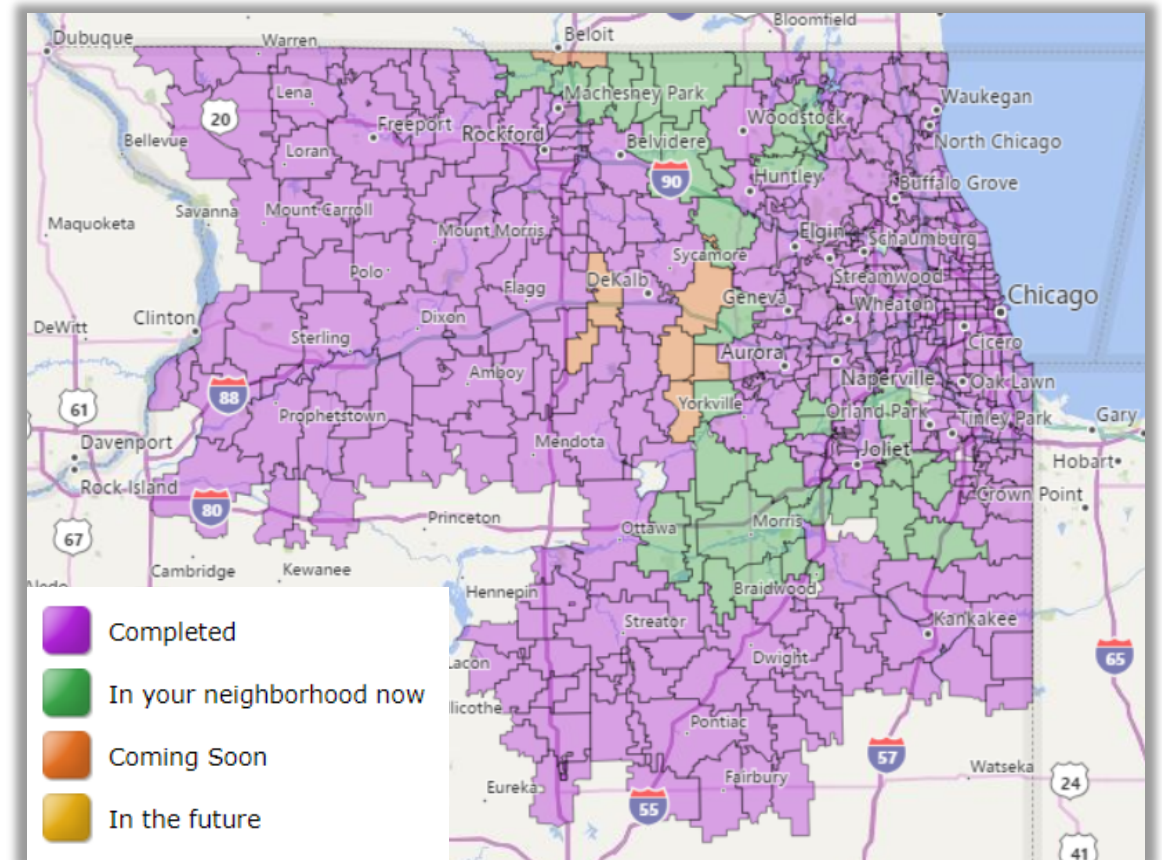 Dubuque
Warren
Beloit
Bloomfield
Lena
Machesney Park
Waukegan
20
Freeport
Rockford
Woodstock
Bellevue
Loran
Belvidere
North Chicago
90
Huntley
Buffalo Grove
Maquoketa
Savanna
Mount Carroll
Mount Morris
Elgin
Schaumburg
Sycamore
Polo
Flagg
DeKalb
Streamwood
Geneva
Wheaton
Chicago
DeWitt
Clinton
Sterling
Dixon
Cicero
Aurora
Amboy
Naperville
Oak Lawn
88
61
Prophetstown
Yorkville
Orland Park
Tinley Park
Gary
Davenport
Mendota
Joliet
Hobart
Rock Island
Crown Point
80
Princeton
Ottawa
Morris
67
Cambridge
Kewanee
Hennepin
Braidwood
Streator
Kankakee
Completed
Lacon
Dwight
65
In your neighborhood now
llicothe
Pontiac
Coming Soon
57
Watseka
24
Eureka
Fairbury
55
In the future
41